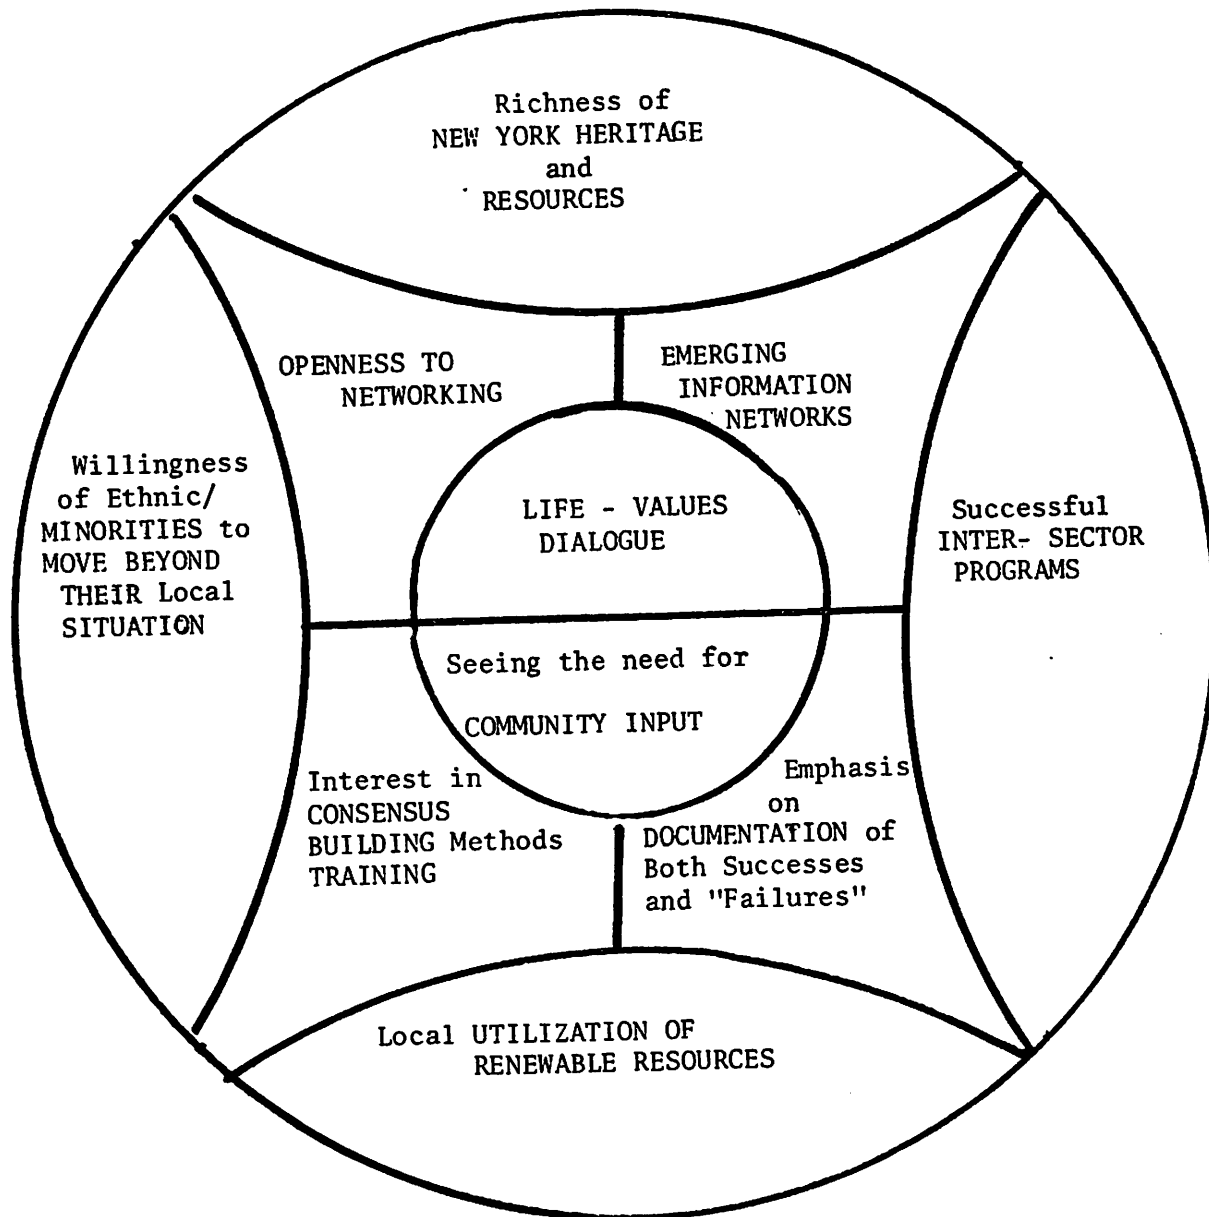 Richness of
NEW YORK HERITAGE
and
RESOURCES
OPENNESS TO
NETWORKING
EMERGING
INFORMATION
NETWORKS
Willingness
of Ethnic/
MINORITIES to
MOVE BEYOND
THEIR Local
SITUATION
LIFE - VALUES
DIALOGUE
Successful
INTER- SECTOR
PROGRAMS
Seeing the need for
COMMUNITY INPUT
Interest in
CONSENSUS
BUILDING Methods
TRAINING
Emphasis
on
DOCUMENTATION of
Both Successes
and "Failures"
Local UTILIZATION OF
RENEWABLE RESOURCES